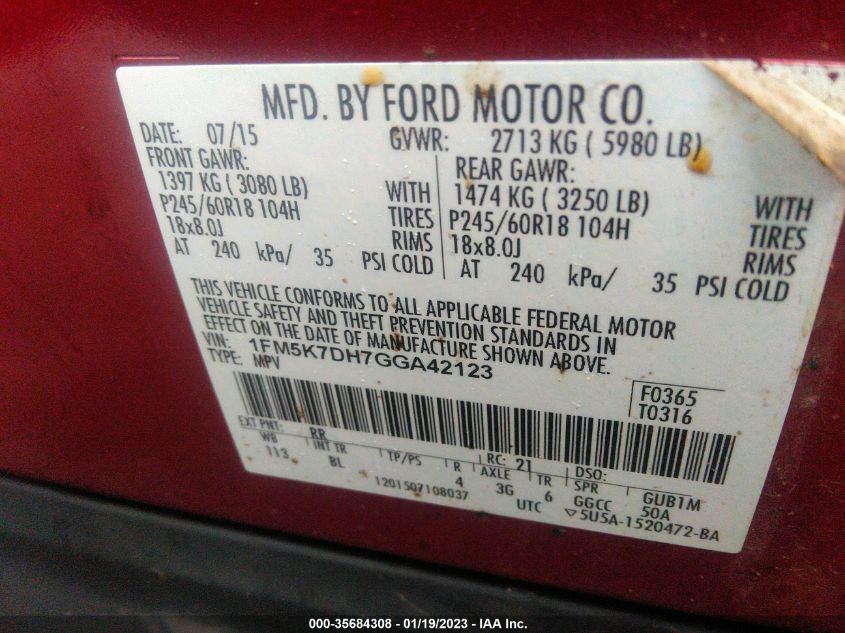 MFD. BY FORD MOTOR CO.
DATE: 07/15 GVWR: 2713 KG ( 5980 LB)
FRONT GAWR: REAR GAWR:
1397 KG ( 3080 LB) WITH 1474 KG ( 3250 LB) WITH
P245/60R18 104H TIRES P245/60R18 104H TIRES
18x8.0J RIMS 18x8.0J RIMS
AT 240 kPa/ 35 PSI COLD AT 240 kPa/ 35 PSI COLD
THIS VEHICLE CONFORMS TO ALL APPLICABLE FEDERAL MOTOR
VEHICLE SAFETY AND THEFT PREVENTION STANDARDS IN
EFFECT ON THE DATE OF MANUFACTURE SHOWN ABOVE.
VIN: 1FM5K7DH7GGA42123
TYPE: MPV
F0365
T0316
EXT PNT: RR RC: 21 DSO:
WB INT TR TP/PS R AXLE TR SPR GUB1M
113 BL 4 3G 6 GGCC 50A
1201507108037 UTC 5U5A-1520472-BA
000-35684308 - 01/19/2023 - IAA Inc.